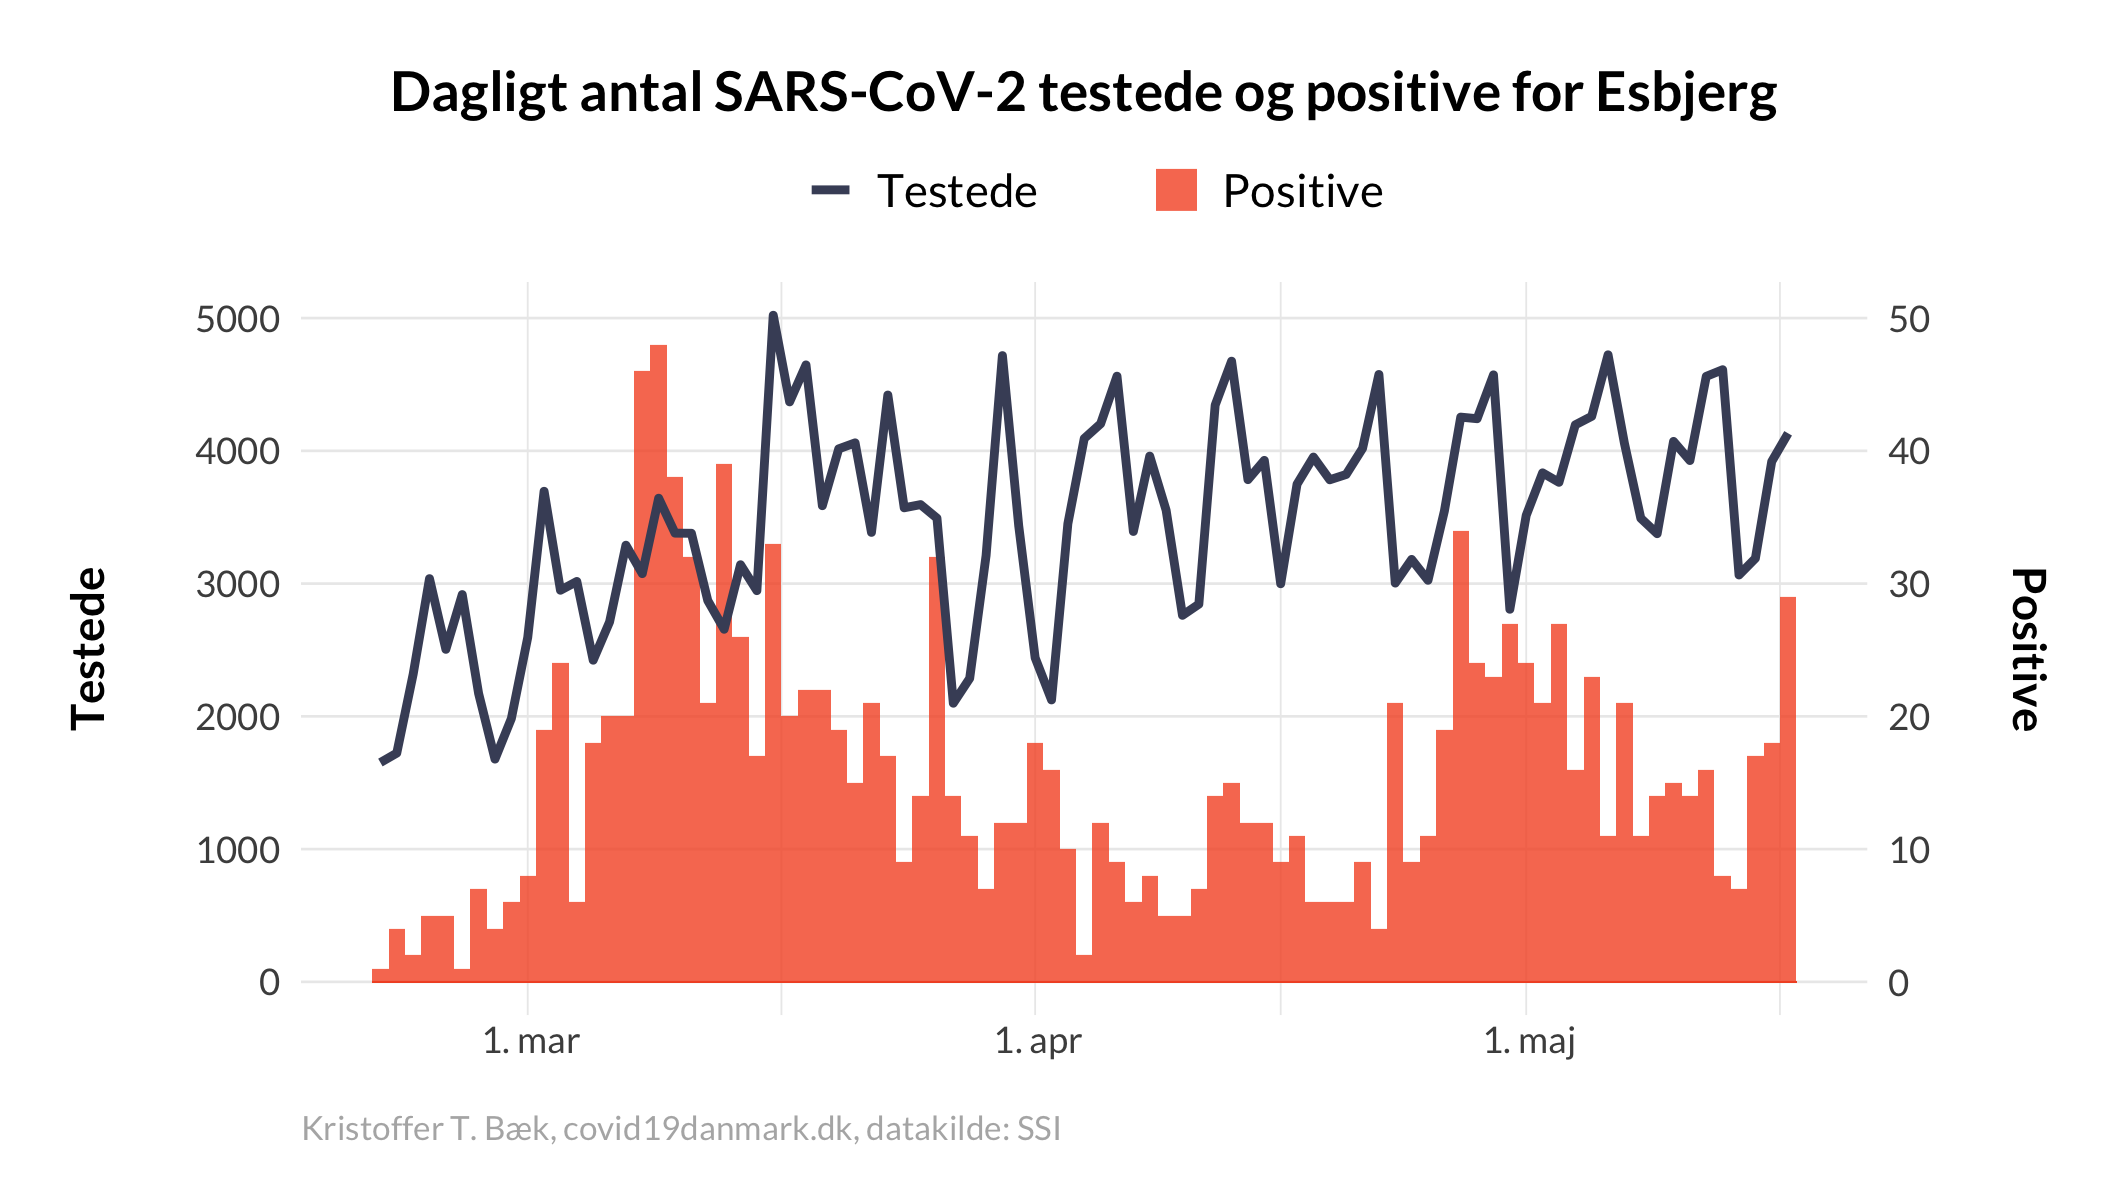 Dagligt antal SARS-CoV-2 testede og positive for Esbjerg
Testede
Positive
5000
4000
3000
2000
1000
0
50
40
30
20
10
0
Testede
Positive
1. mar
1. apr
1. maj
Kristoffer T. Bæk, covid19danmark.dk, datakilde: SSI